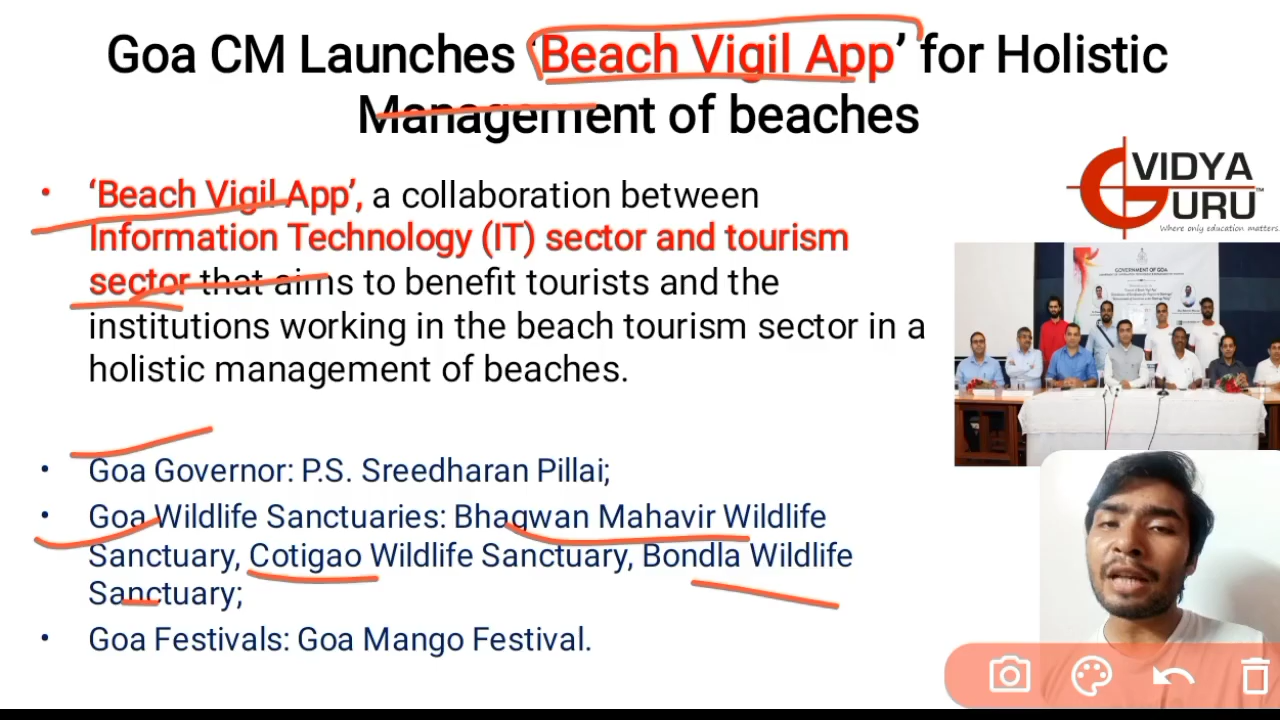 Goa CM Launches ‘Beach Vigil App’ for Holistic
Management of beaches
• ‘Beach Vigil App’, a collaboration between
Information Technology (IT) sector and tourism
sector that aims to benefit tourists and the
institutions working in the beach tourism sector in a
holistic management of beaches.
VIDYA
GURU™
Where only education matters.
GOVERNMENT OF GOA
• Goa Governor: P.S. Sreedharan Pillai;
• Goa Wildlife Sanctuaries: Bhagwan Mahavir Wildlife
Sanctuary, Cotigao Wildlife Sanctuary, Bondla Wildlife
Sanctuary;
• Goa Festivals: Goa Mango Festival.